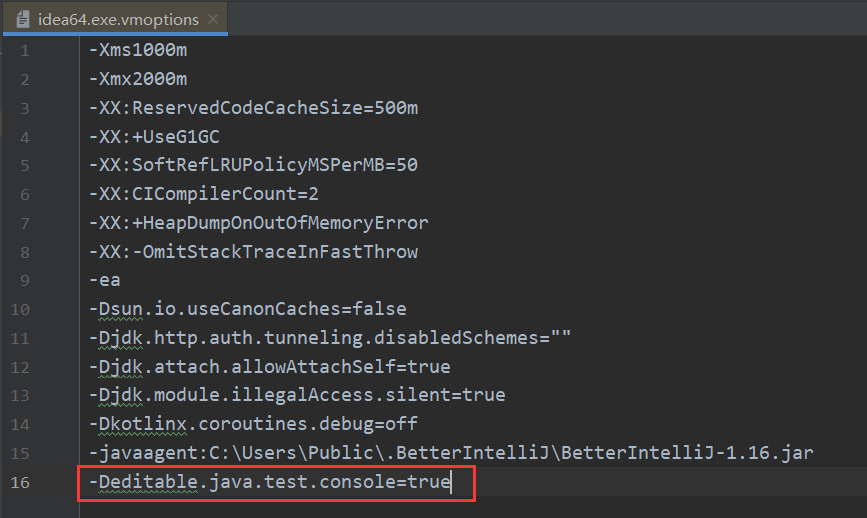 idea64.exe.vmoptions
1 -Xms1000m
2 -Xmx2000m
3 -XX:ReservedCodeCacheSize=500m
4 -XX:+UseG1GC
5 -XX:SoftRefLRUPolicyMSPerMB=50
6 -XX:CICompilerCount=2
7 -XX:+HeapDumpOnOutOfMemoryError
8 -XX:-OmitStackTraceInFastThrow
9 -ea
10 -Dsun.io.useCanonCaches=false
11 -Djdk.http.auth.tunneling.disabledSchemes=""
12 -Djdk.attach.allowAttachSelf=true
13 -Djdk.module.illegalAccess.silent=true
14 -Dkotlinx.coroutines.debug=off
15 -javaagent:C:\Users\Public\.BetterIntelliJ\BetterIntelliJ-1.16.jar
16 -Deditable.java.test.console=true